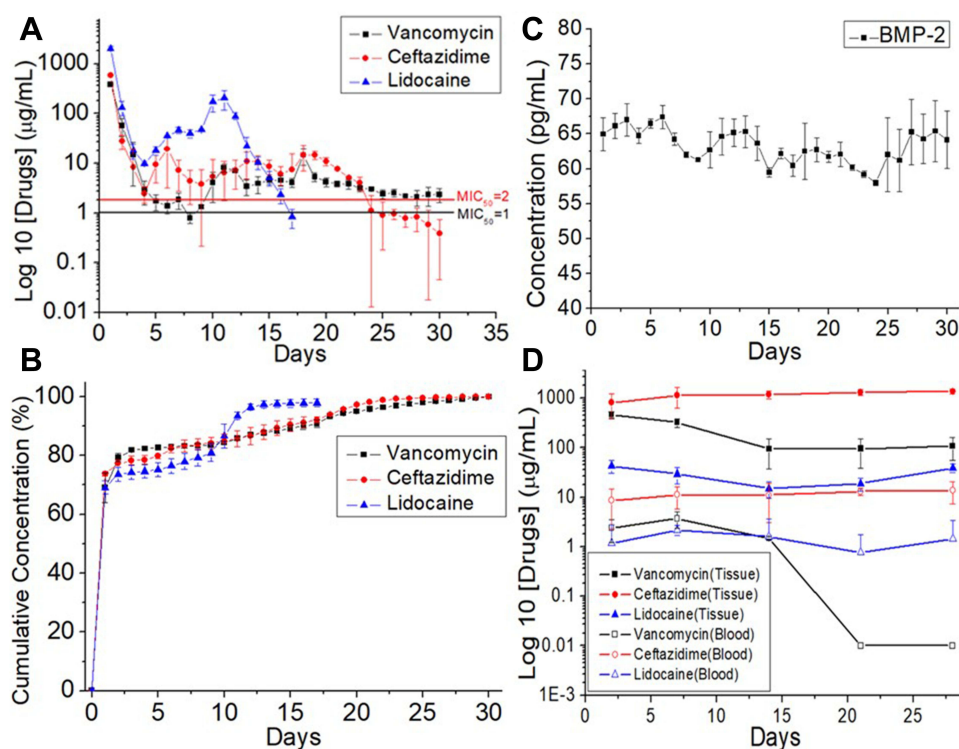 A
Log 10 [Drugs] (μg/mL)
1000
100
10
1
0.1
0.01
Vancomycin
Ceftazidime
Lidocaine
MIC50=2
MIC50=1
0 5 10 15 20 25 30 35
Days
C
Concentration (pg/mL)
80
75
70
65
60
55
50
45
40
BMP-2
0 5 10 15 20 25 30
Days
B
Cumulative Concentration (%)
100
80
60
40
20
0
Vancomycin
Ceftazidime
Lidocaine
0 5 10 15 20 25 30
Days
D
Log 10 [Drugs] (μg/mL)
1000
100
10
1
0.1
0.01
1E-3
Vancomycin(Tissue)
Ceftazidime(Tissue)
Lidocaine(Tissue)
Vancomycin(Blood)
Ceftazidime(Blood)
Lidocaine(Blood)
0 5 10 15 20 25
Days